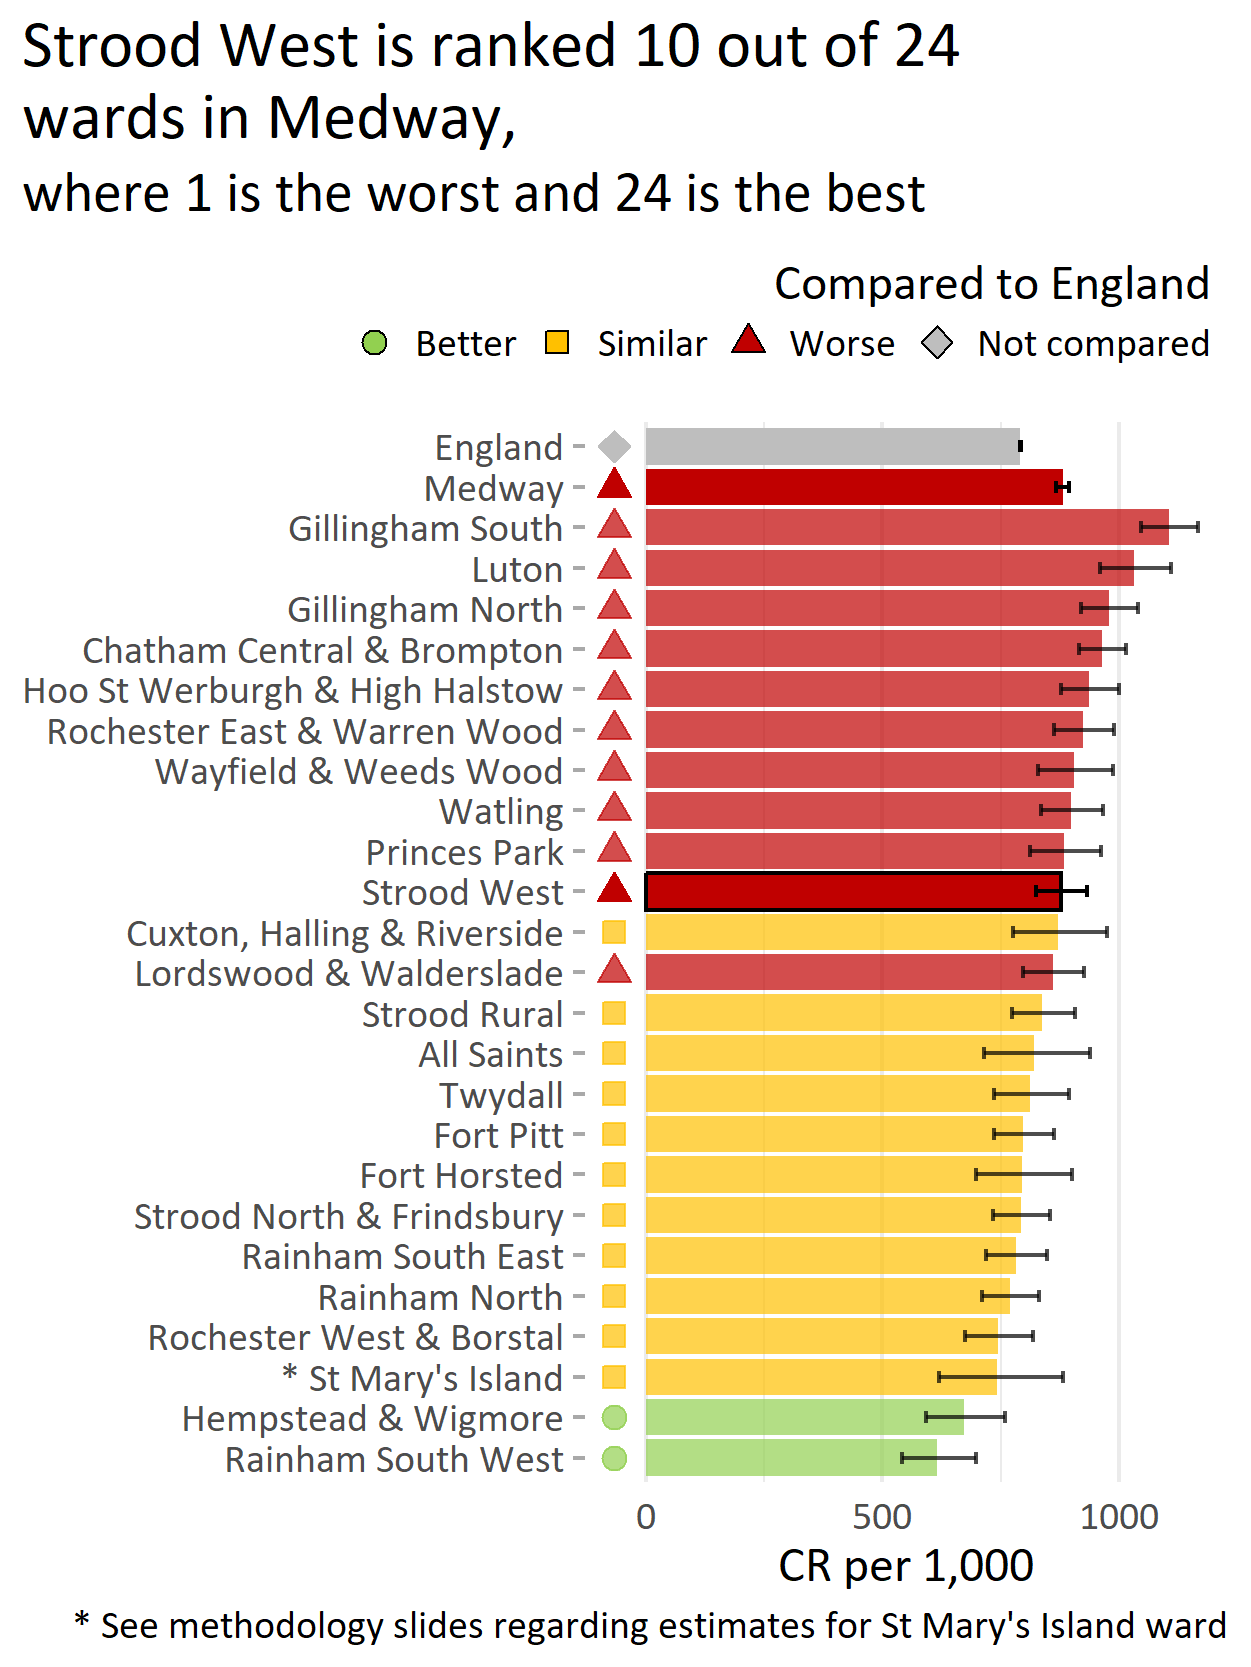 Strood West is ranked 10 out of 24
wards in Medway,
where 1 is the worst and 24 is the best
Compared to England
Better Similar Worse Not compared
England
Medway
Gillingham South
Luton
Gillingham North
Chatham Central & Brompton
Hoo St Werburgh & High Halstow
Rochester East & Warren Wood
Wayfield & Weeds Wood
Watling
Princes Park
Strood West
Cuxton, Halling & Riverside
Lordswood & Walderslade
Strood Rural
All Saints
Twydall
Fort Pitt
Fort Horsted
Strood North & Frindsbury
Rainham South East
Rainham North
Rochester West & Borstal
* St Mary's Island
Hempstead & Wigmore
Rainham South West
0 500 1000
CR per 1,000
* See methodology slides regarding estimates for St Mary's Island ward